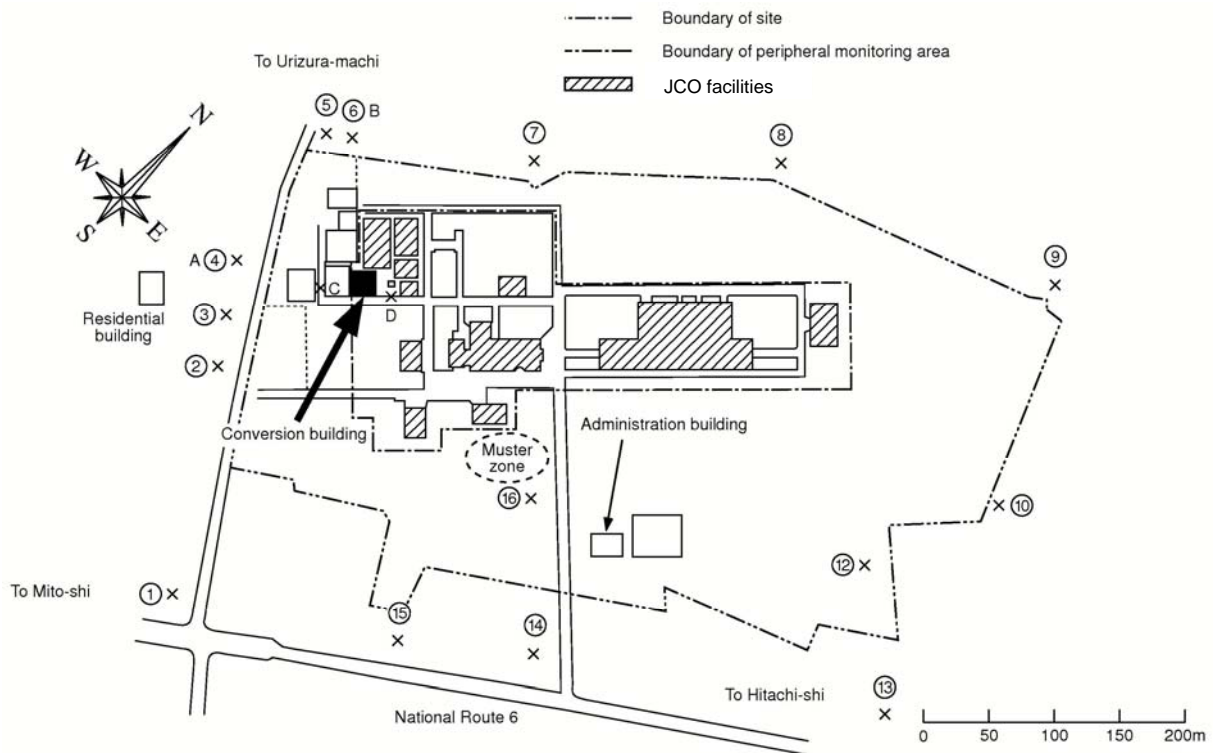 Boundary of site
Boundary of peripheral monitoring area
JCO facilities
To Urizura-machi
5
6 B
7
8
N
W
S
E
A 4
9
C
D
Residential
building
3
2
Conversion building
Administration building
Muster
zone
16
10
12
To Mito-shi
1
15
14
13
To Hitachi-shi
National Route 6
0 50 100 200m